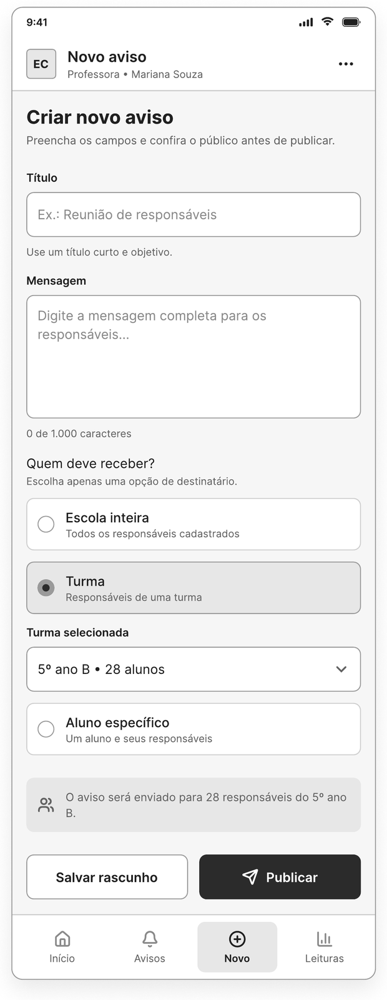 9:41
EC
Novo aviso
Professora • Mariana Souza
Criar novo aviso
Preencha os campos e confira o público antes de publicar.
Título
Ex.: Reunião de responsáveis
Use um título curto e objetivo.
Mensagem
Digite a mensagem completa para os
responsáveis...
0 de 1.000 caracteres
Quem deve receber?
Escolha apenas uma opção de destinatário.
Escola inteira
Todos os responsáveis cadastrados
Turma
Responsáveis de uma turma
Turma selecionada
5º ano B • 28 alunos
Aluno específico
Um aluno e seus responsáveis
O aviso será enviado para 28 responsáveis do 5º ano
B.
Salvar rascunho
Publicar
Início
Avisos
Novo
Leituras